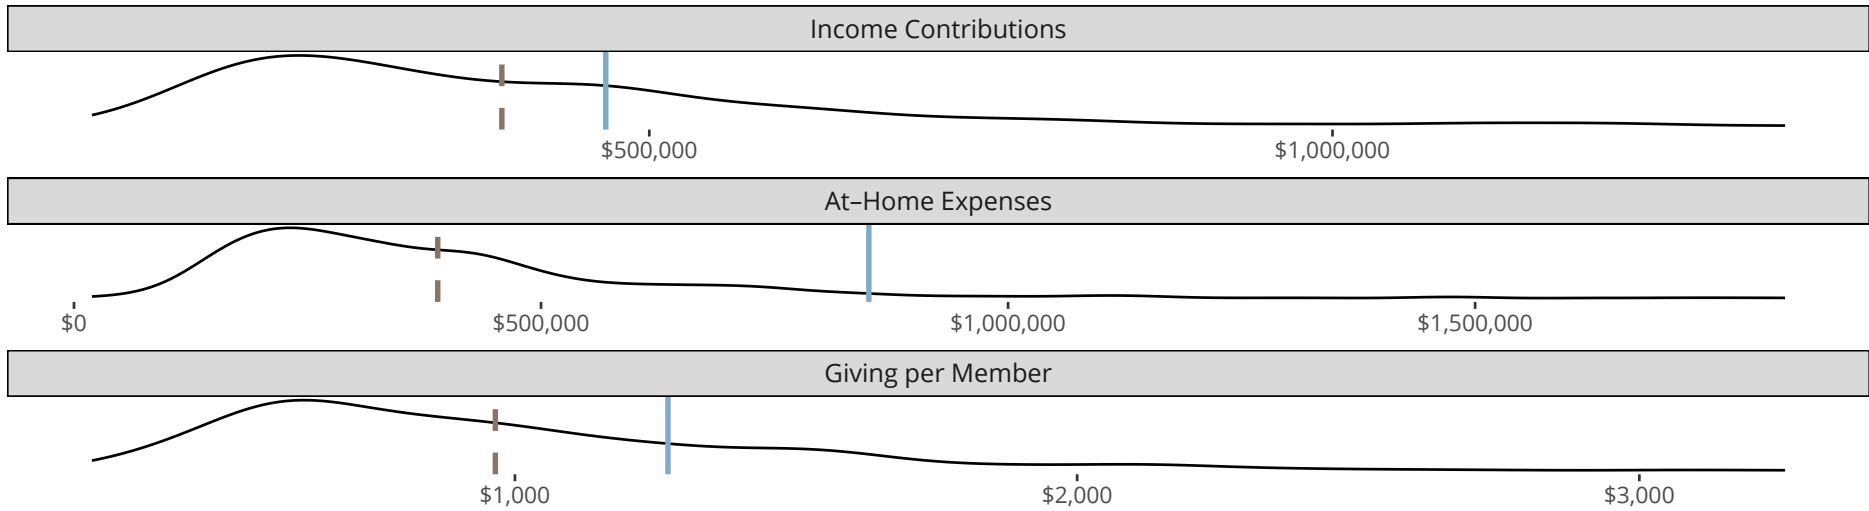 Income Contributions
$500,000 $1,000,000
At–Home Expenses
$0 $500,000 $1,000,000 $1,500,000
Giving per Member
$1,000 $2,000 $3,000